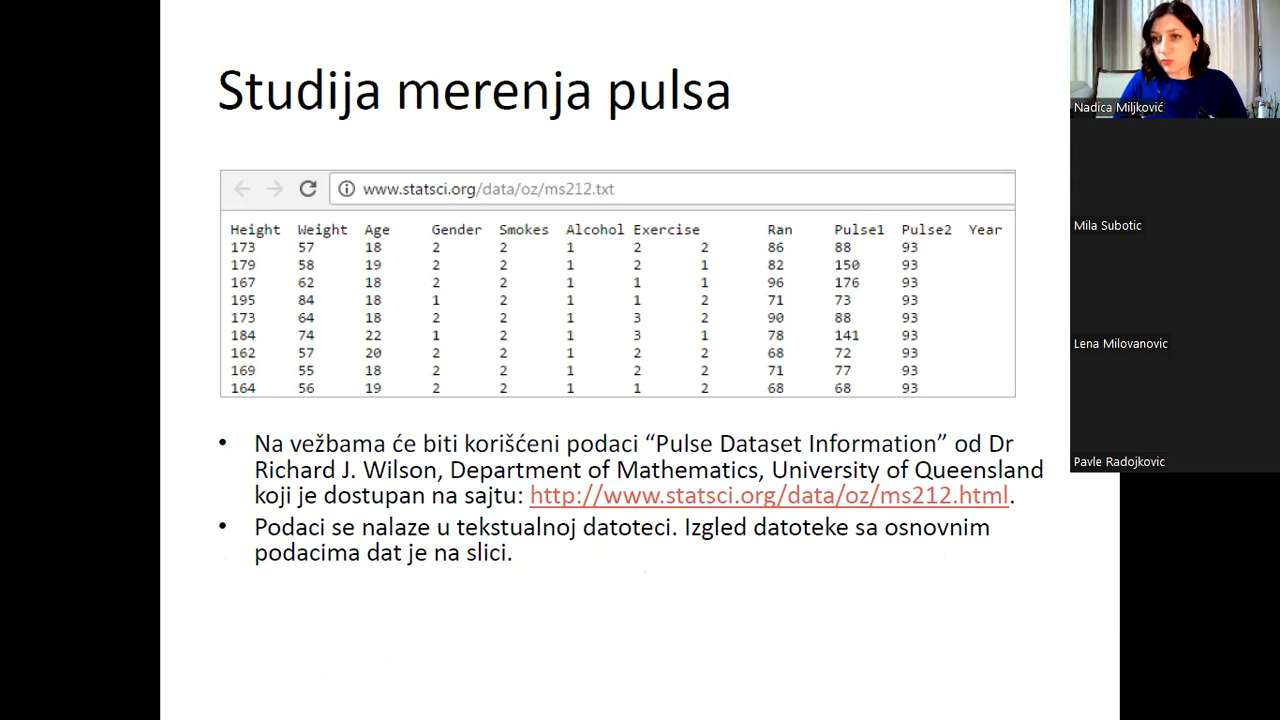 Studija merenja pulsa
www.statsci.org/data/oz/ms212.txt
Height Weight Age Gender Smokes Alcohol Exercise Ran Pulse1 Pulse2 Year
173 57 18 2 2 1 2 2 86 88 93
179 58 19 2 2 1 2 1 82 150 93
167 62 18 2 2 1 1 1 96 176 93
195 84 18 1 2 1 1 2 71 73 93
173 64 18 2 2 1 3 2 90 88 93
184 74 22 1 2 1 3 1 78 141 93
162 57 20 2 2 1 2 2 68 72 93
169 55 18 2 2 1 2 2 71 77 93
164 56 19 2 2 1 1 2 68 68 93
• Na vežbama će biti korišćeni podaci “Pulse Dataset Information” od Dr
Richard J. Wilson, Department of Mathematics, University of Queensland
koji je dostupan na sajtu: http://www.statsci.org/data/oz/ms212.html.
• Podaci se nalaze u tekstualnoj datoteci. Izgled datoteke sa osnovnim
podacima dat je na slici.
Nadica Miljković
Mila Subotic
Lena Milovanovic
Pavle Radojkovic